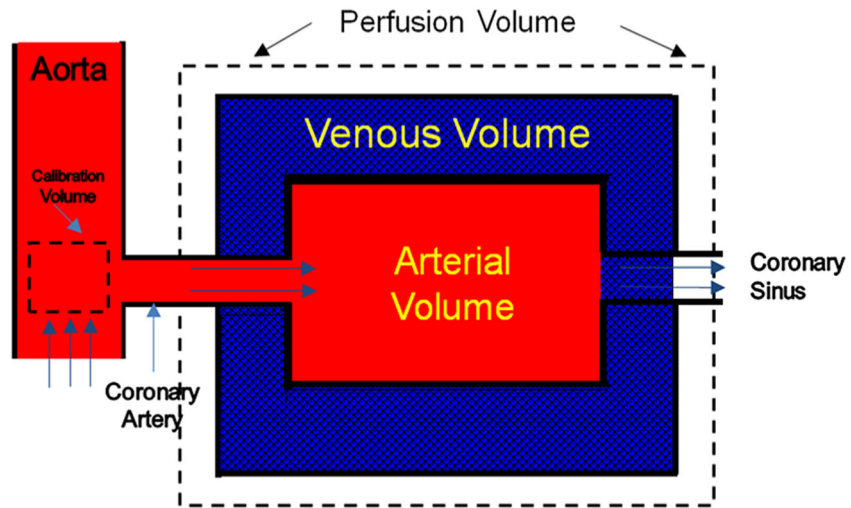 Perfusion Volume
Aorta
Venous Volume
Calibration
Volume
Arterial
Volume
Coronary
Sinus
Coronary
Artery